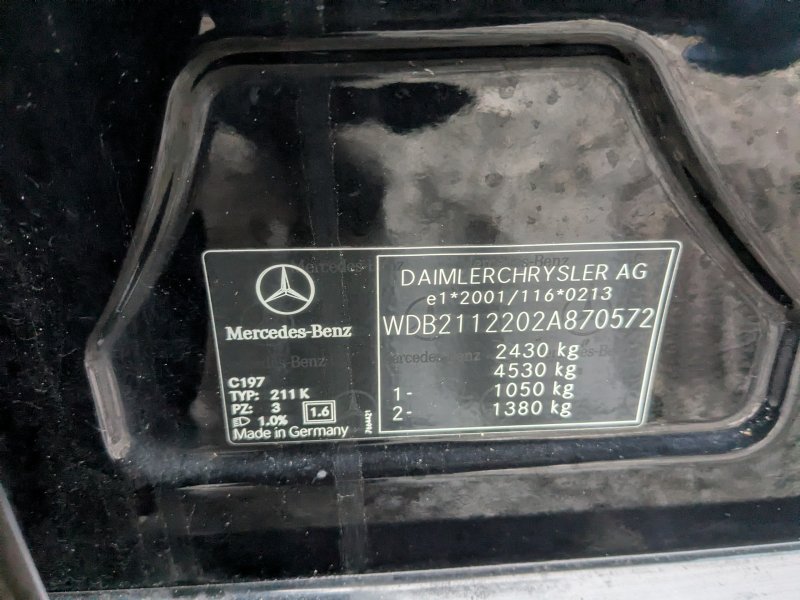 Mercedes-Benz
C197
TYP: 211 K
PZ: 3
1.0% 1.6
Made in Germany
DAIMLERCHRYSLER AG
e1*2001/116*0213
WDB2112202A870572
2430 kg
4530 kg
1- 1050 kg
2- 1380 kg